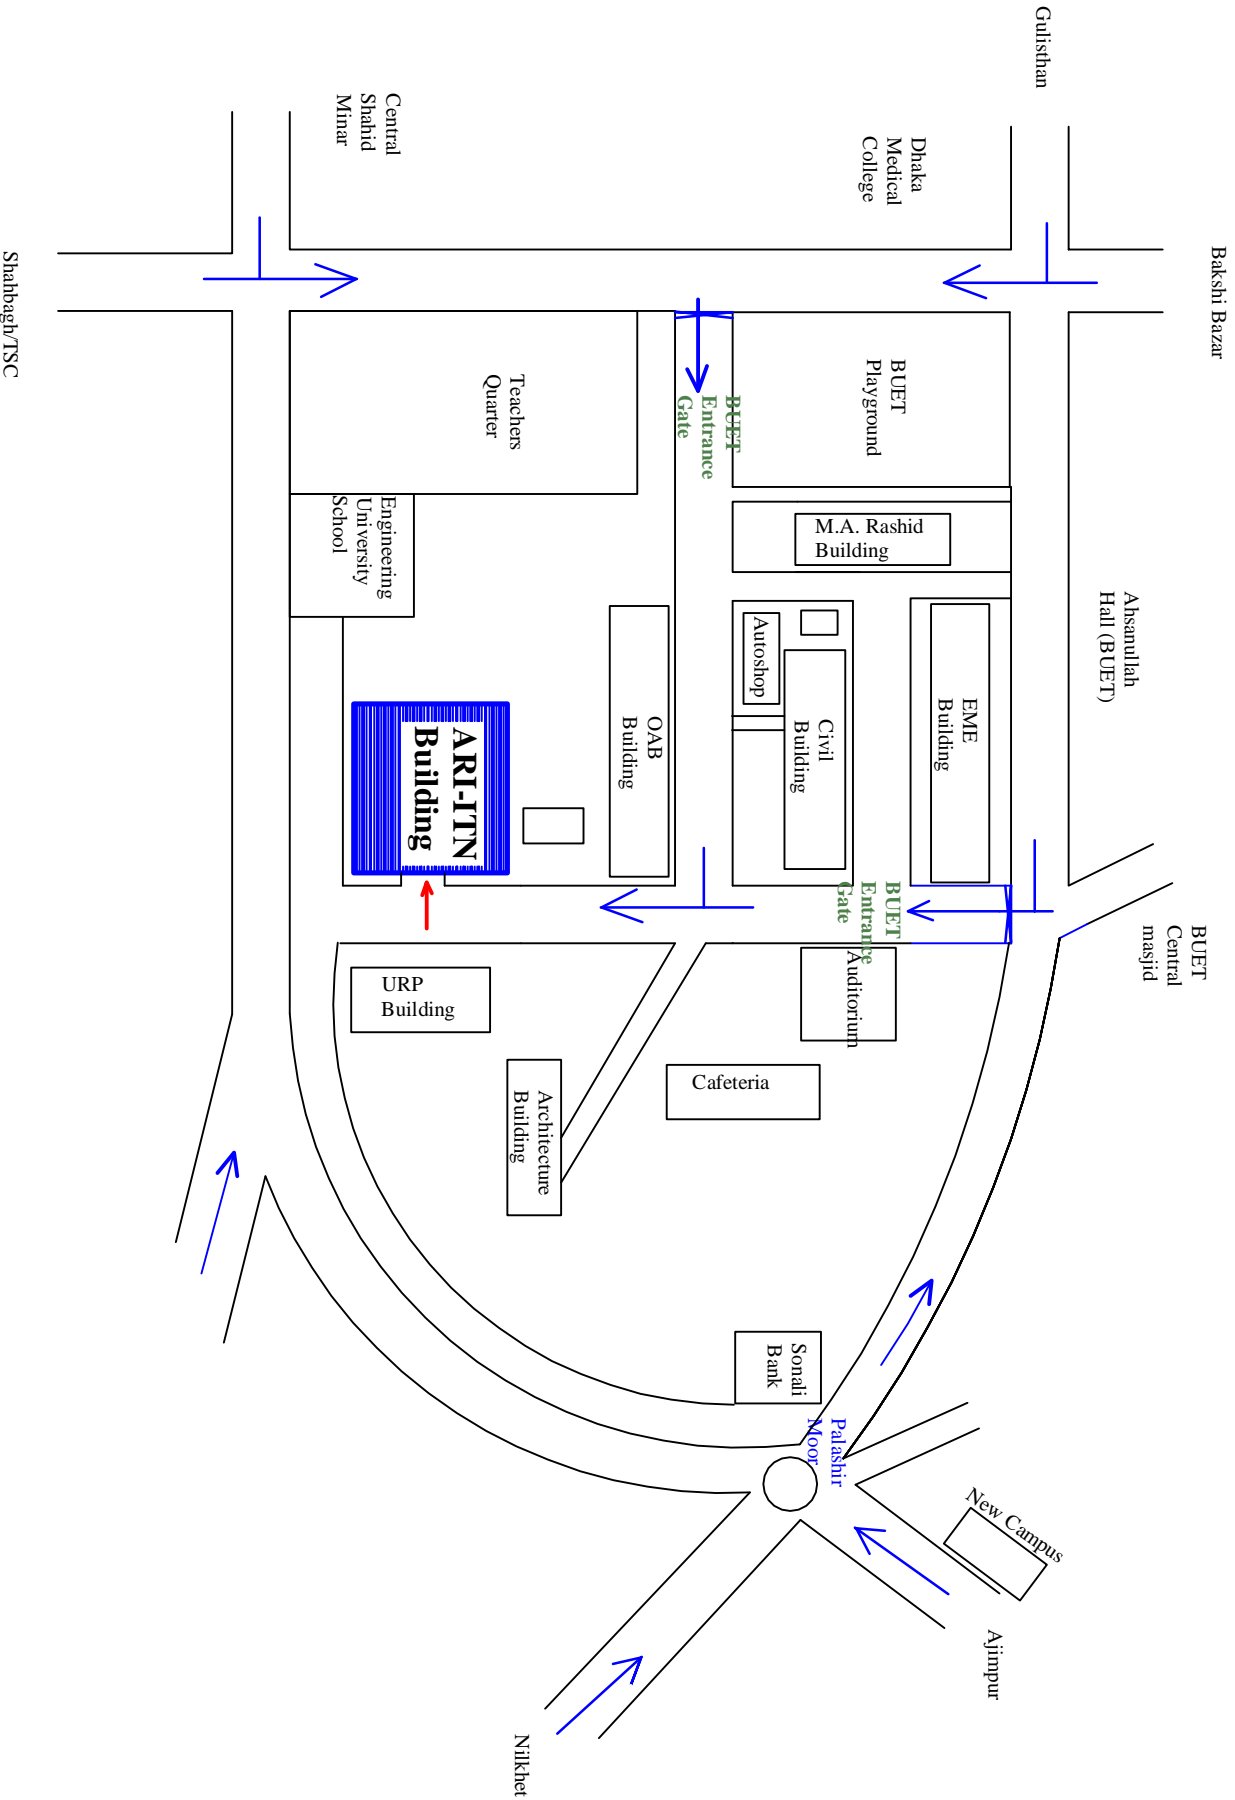 Gulisthan
Central
Shahid
Minar
Dhaka
Medical
College
Shahbagh/TSC
Bakshi Bazar
Teachers
Quarter
BUET
Entrance
Gate
BUET
Playground
Engineering
University
School
M.A. Rashid
Building
Ahsanullah
Hall (BUET)
Autoshop
Civil
Building
EME
Building
OAB
Building
ARI-ITN
Building
BUET
Entrance
Gate
BUET
Central
masjid
Auditorium
URP
Building
Cafeteria
Architecture
Building
Sonali
Bank
Palashir
Moor
New Campus
Ajimpur
Nilkhet